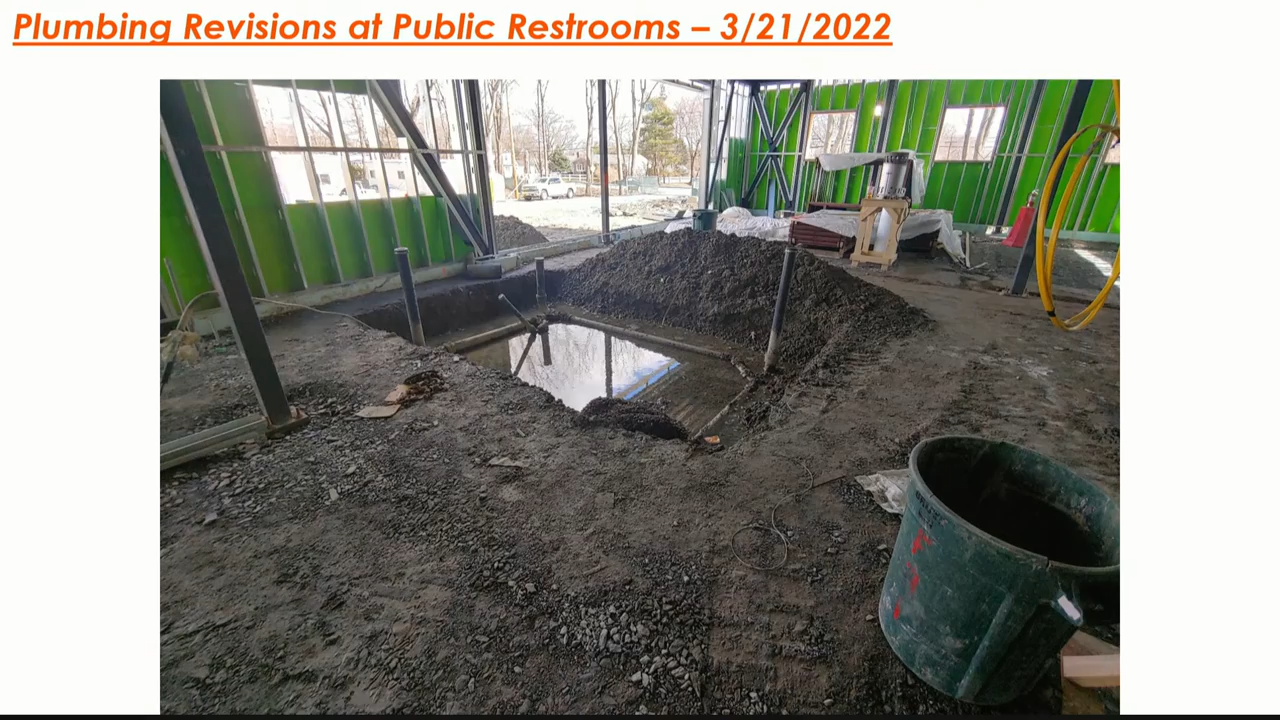 Plumbing Revisions at Public Restrooms – 3/21/2022